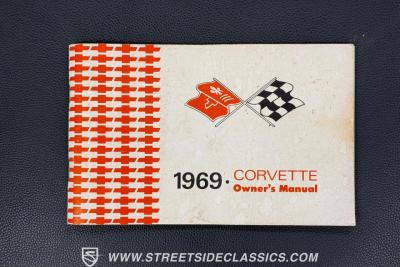 1969 • CORVETTE
Owner's Manual
WWW.STREETSIDECLASSICS.COM